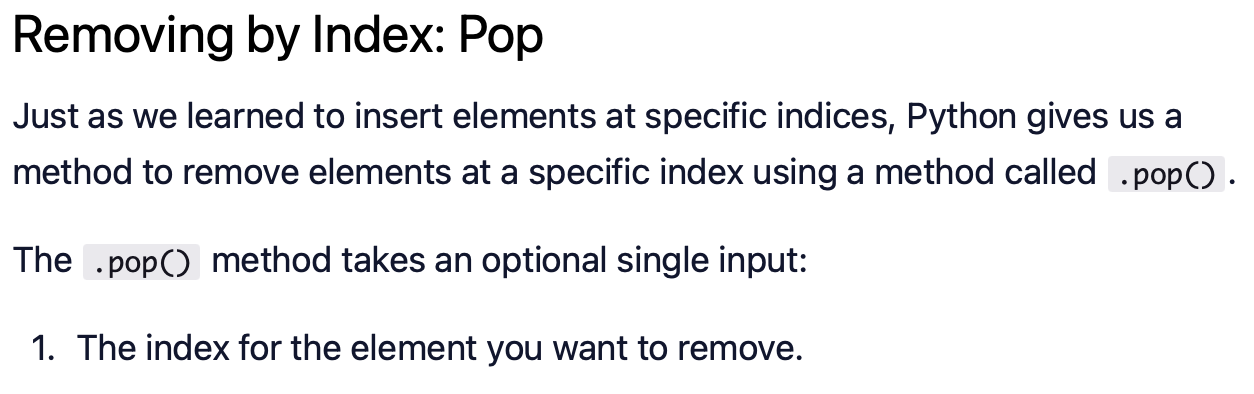 Removing by Index: Pop
Just as we learned to insert elements at specific indices, Python gives us a
method to remove elements at a specific index using a method called .pop().
The .pop() method takes an optional single input:
1. The index for the element you want to remove.